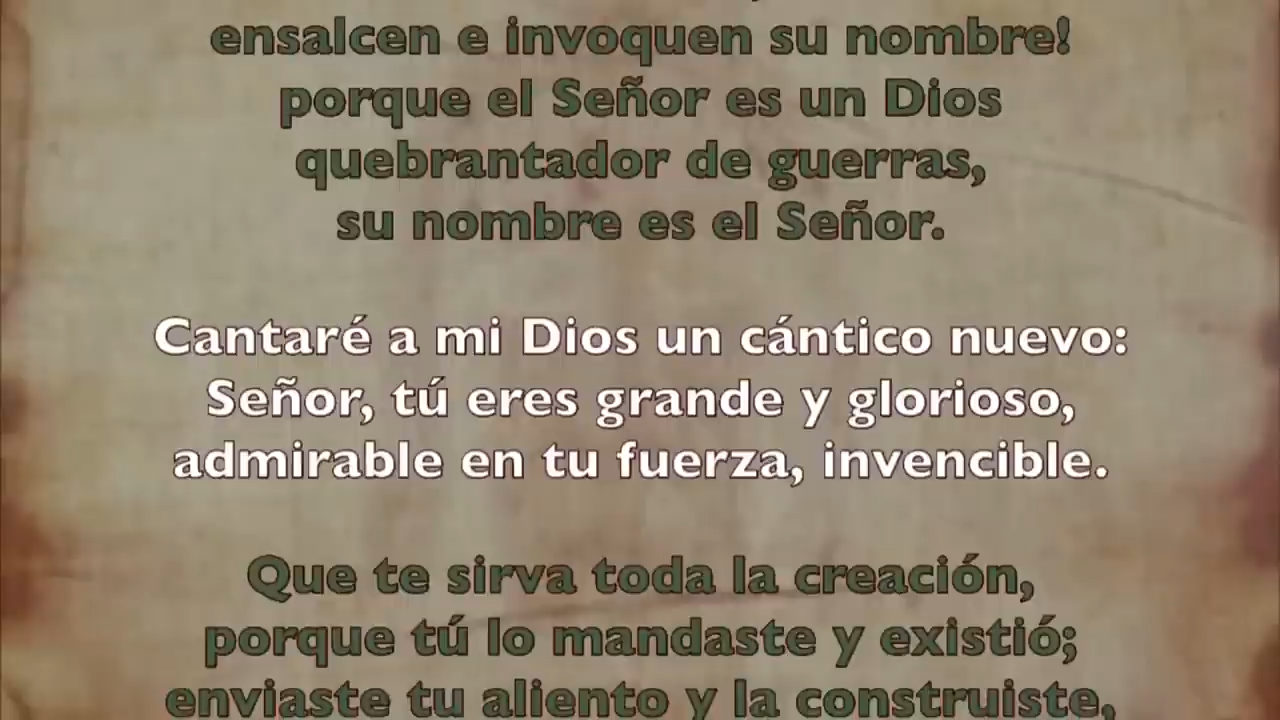 ensalcen e invoquen su nombre!
porque el Señor es un Dios
quebrantador de guerras,
su nombre es el Señor.
Cantaré a mi Dios un cántico nuevo:
Señor, tú eres grande y glorioso,
admirable en tu fuerza, invencible.
Que te sirva toda la creación,
porque tú lo mandaste y existió;
enviaste tu aliento y la construiste,